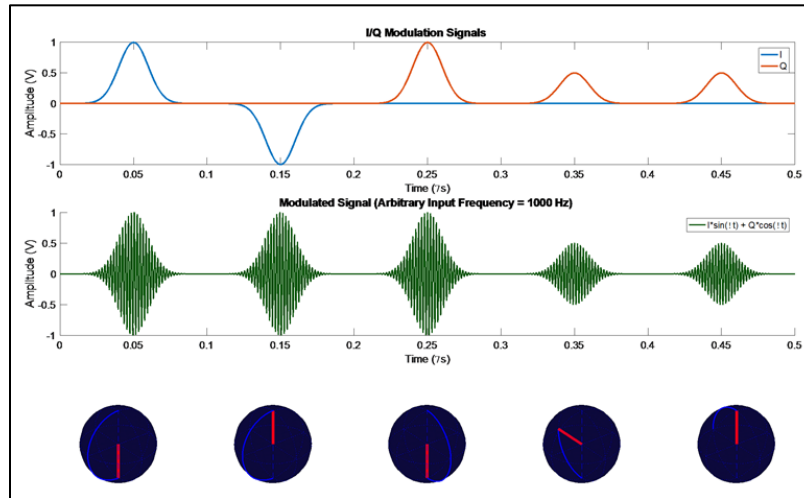 I/Q Modulation Signals
I
Q
Amplitude (V)
1
0.5
0
-0.5
-1
0 0.05 0.1 0.15 0.2 0.25 0.3 0.35 0.4 0.45 0.5
Time (?s)
Modulated Signal (Arbitrary Input Frequency = 1000 Hz)
I*sin(!t) + Q*cos(!t)
Amplitude (V)
1
0.5
0
-0.5
-1
0 0.05 0.1 0.15 0.2 0.25 0.3 0.35 0.4 0.45 0.5
Time (?s)